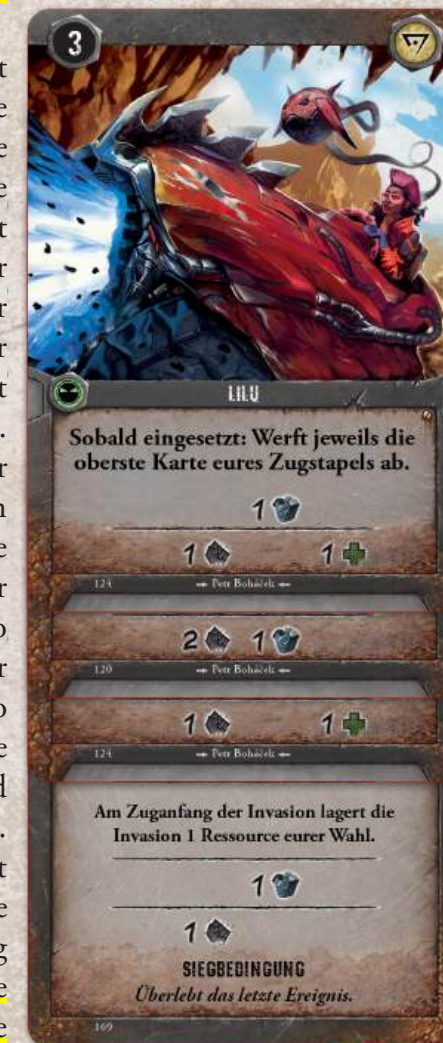 3
LILU
Sobald eingesetzt: Werft jeweils die
oberste Karte eures Zugstapels ab.
1
1 1
124 Petr Boháček
2 1
120 Petr Boháček
1 1
124 Petr Boháček
Am Zuganfang der Invasion lagert die
Invasion 1 Ressource eurer Wahl.
1
1
SIEGBEDINGUNG
Überlebt das letzte Ereignis.
169